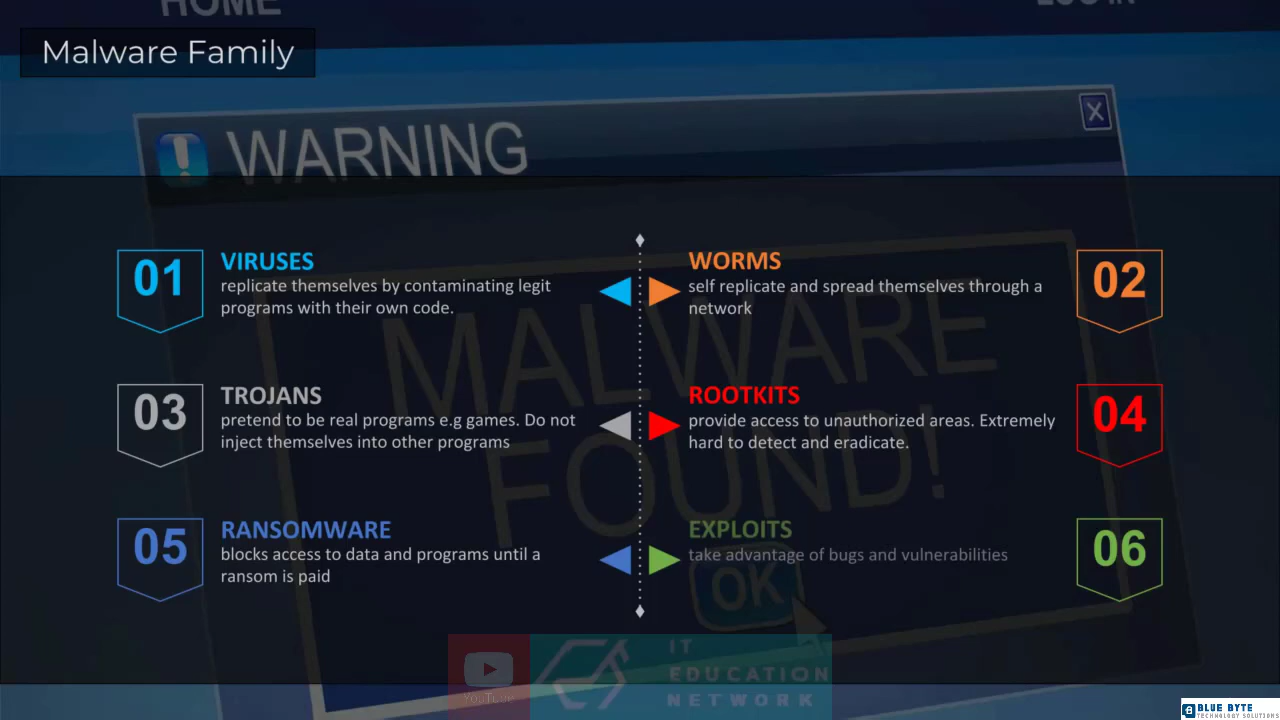 HOME
Malware Family
WARNING
X
01
VIRUSES
replicate themselves by contaminating legit
programs with their own code.
WORMS
self replicate and spread themselves through a
network
02
03
TROJANS
pretend to be real programs e.g games. Do not
inject themselves into other programs
ROOTKITS
provide access to unauthorized areas. Extremely
hard to detect and eradicate.
04
MALWARE
FOUND!
05
RANSOMWARE
blocks access to data and programs until a
ransom is paid
EXPLOITS
take advantage of bugs and vulnerabilities
06
OK
YouTube
IT
EDUCATION
NETWORK
BLUE BYTE
TECHNOLOGY SOLUTIONS